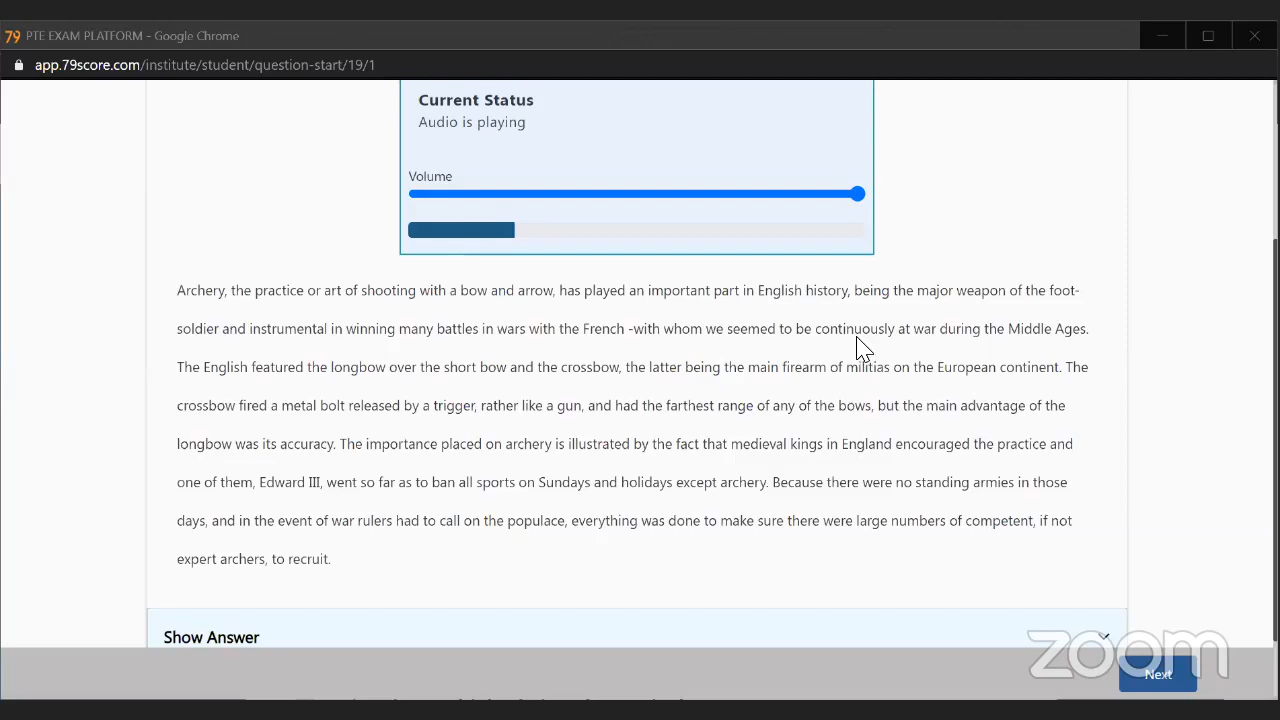 79 PTE EXAM PLATFORM - Google Chrome
app.79score.com/institute/student/question-start/19/1
Current Status
Audio is playing
Volume
Archery, the practice or art of shooting with a bow and arrow, has played an important part in English history, being the major weapon of the foot-
soldier and instrumental in winning many battles in wars with the French -with whom we seemed to be continuously at war during the Middle Ages.
The English featured the longbow over the short bow and the crossbow, the latter being the main firearm of militias on the European continent. The
crossbow fired a metal bolt released by a trigger, rather like a gun, and had the farthest range of any of the bows, but the main advantage of the
longbow was its accuracy. The importance placed on archery is illustrated by the fact that medieval kings in England encouraged the practice and
one of them, Edward III, went so far as to ban all sports on Sundays and holidays except archery. Because there were no standing armies in those
days, and in the event of war rulers had to call on the populace, everything was done to make sure there were large numbers of competent, if not
expert archers, to recruit.
Show Answer
zoom
Next